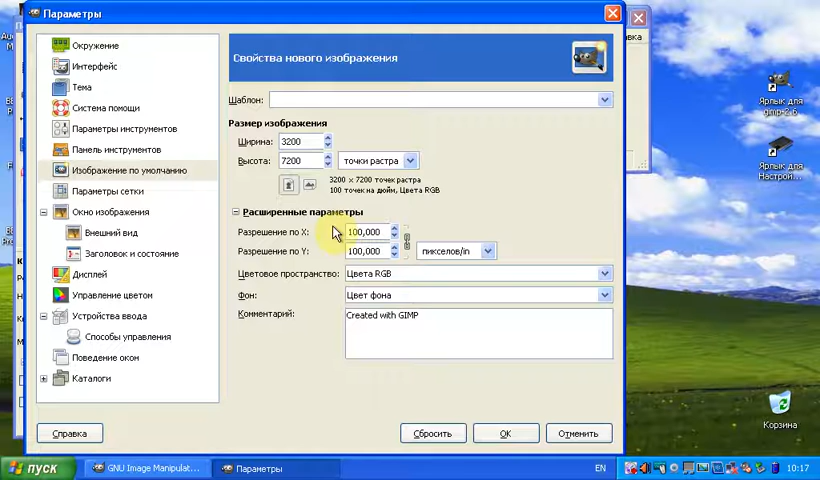 Параметры
Окружение
Интерфейс
Тема
Система помощи
Параметры инструментов
Панель инструментов
Изображение по умолчанию
Параметры сетки
Окно изображения
Внешний вид
Заголовок и состояние
Дисплей
Управление цветом
Устройства ввода
Способы управления
Поведение окон
Каталоги
Свойства нового изображения
Шаблон:
Размер изображения
Ширина: 3200
Высота: 7200 точки растра
3200 × 7200 точек растра
100 точек на дюйм, Цвета RGB
Расширенные параметры
Разрешение по X: 100,000
Разрешение по Y: 100,000 пикселов/in
Цветовое пространство: Цвета RGB
Фон: Цвет фона
Комментарий: Created with GIMP
Справка Сбросить OK Отменить
Ярлык для
gimp-2.6
Ярлык для
Настрой...
Корзина
пуск GNU Image Manipulat... Параметры EN 10:17